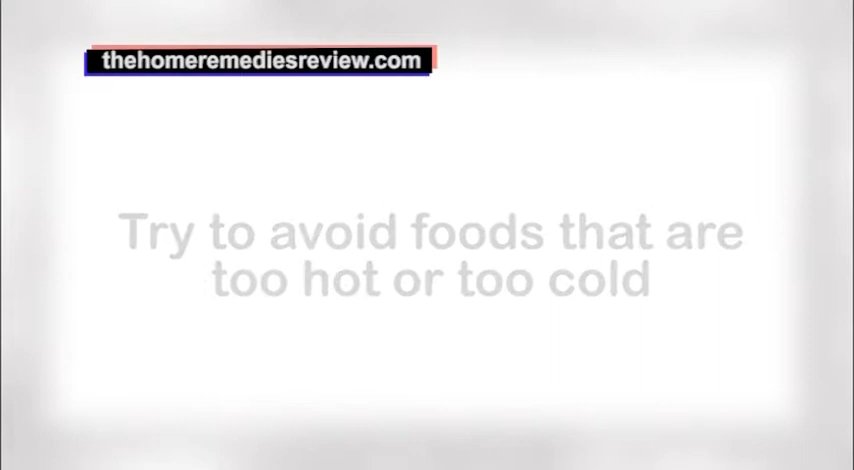 thehomeremediesreview.com
Try to avoid foods that are
too hot or too cold